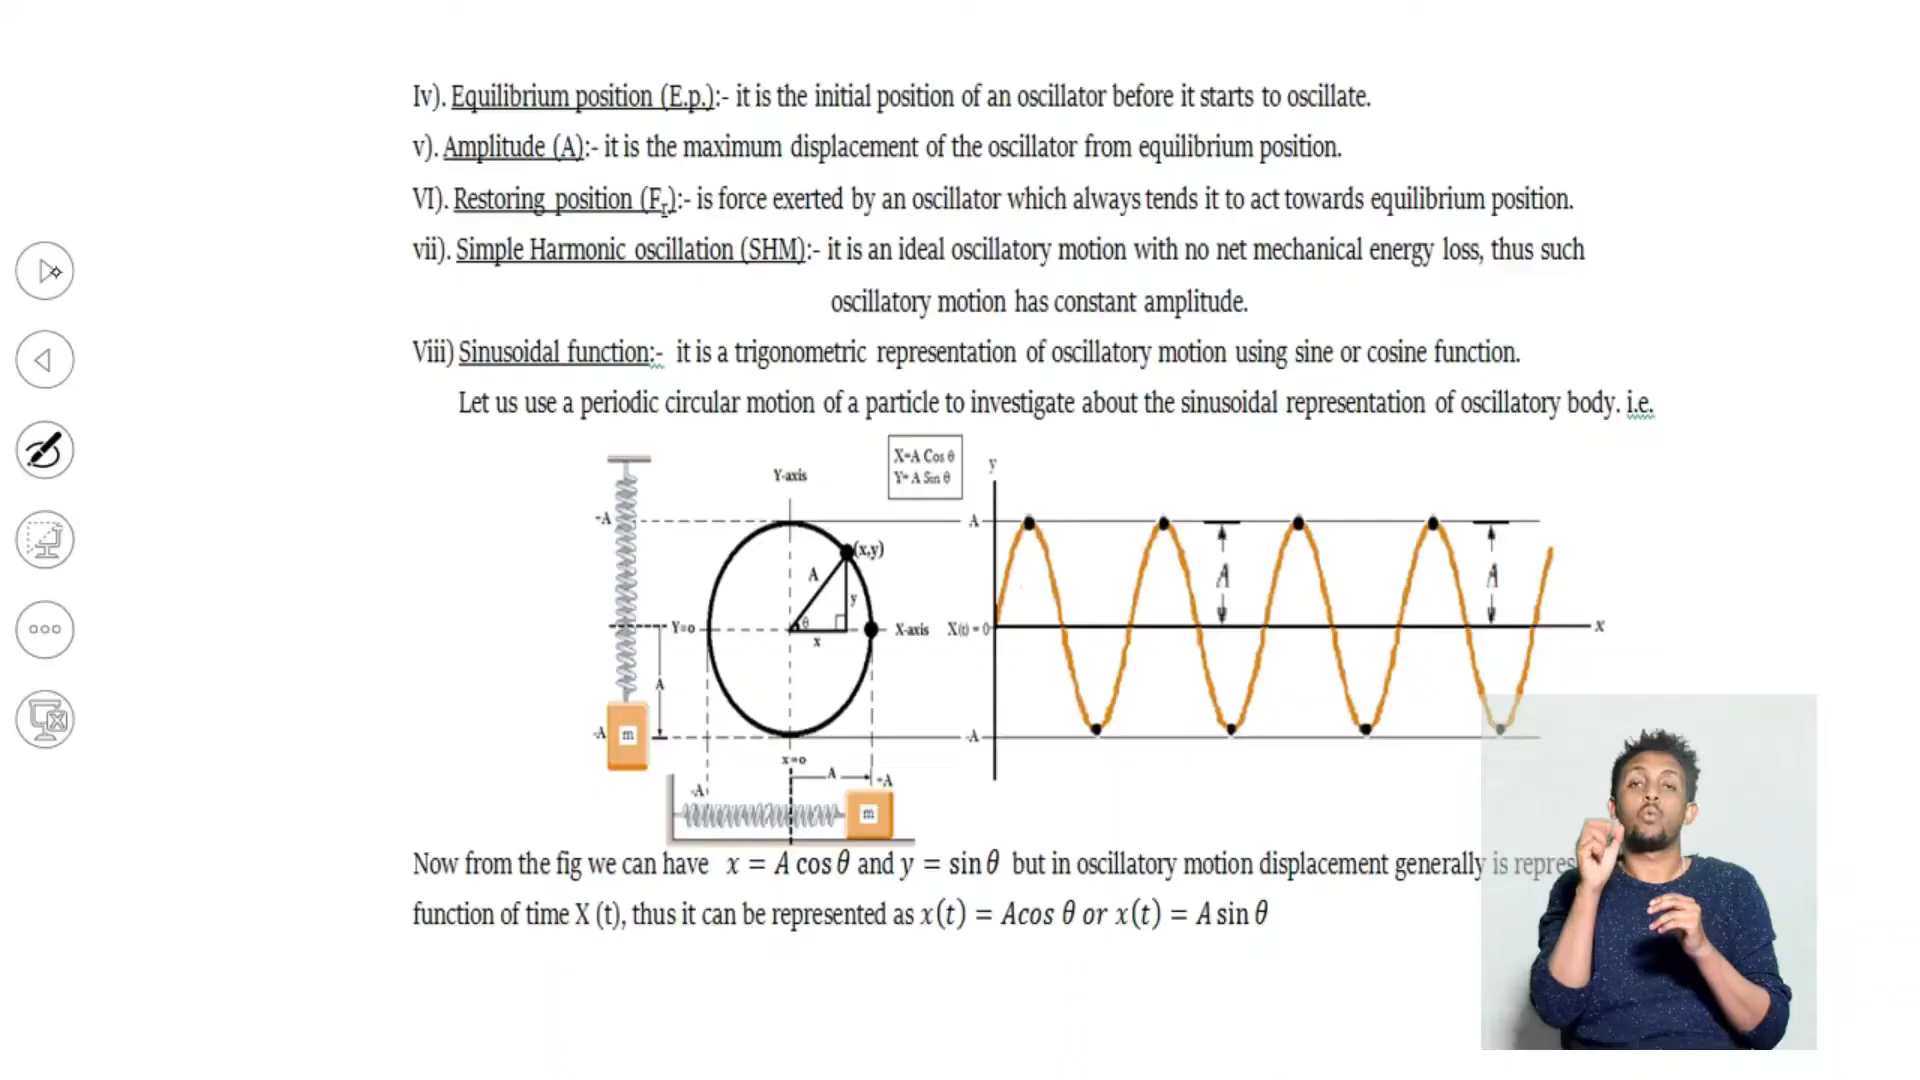 Iv). Equilibrium position (E.p.):- it is the initial position of an oscillator before it starts to oscillate.
v). Amplitude (A):- it is the maximum displacement of the oscillator from equilibrium position.
VI). Restoring position (Fr):- is force exerted by an oscillator which always tends it to act towards equilibrium position.
vii). Simple Harmonic oscillation (SHM):- it is an ideal oscillatory motion with no net mechanical energy loss, thus such
oscillatory motion has constant amplitude.
Viii) Sinusoidal function:- it is a trigonometric representation of oscillatory motion using sine or cosine function.
Let us use a periodic circular motion of a particle to investigate about the sinusoidal representation of oscillatory body. i.e.
X=A Cos θ
Y= A Sin θ
Y-axis
y
+A
A
(x,y)
A
y
θ
x
A
A
Y=0
X-axis
X(t) = 0
x
A
-A
m
-A
x=0
A
+A
-A
m
Now from the fig we can have x = A cos θ and y = sin θ but in oscillatory motion displacement generally is repres
function of time X (t), thus it can be represented as x(t) = Acos θ or x(t) = A sin θ